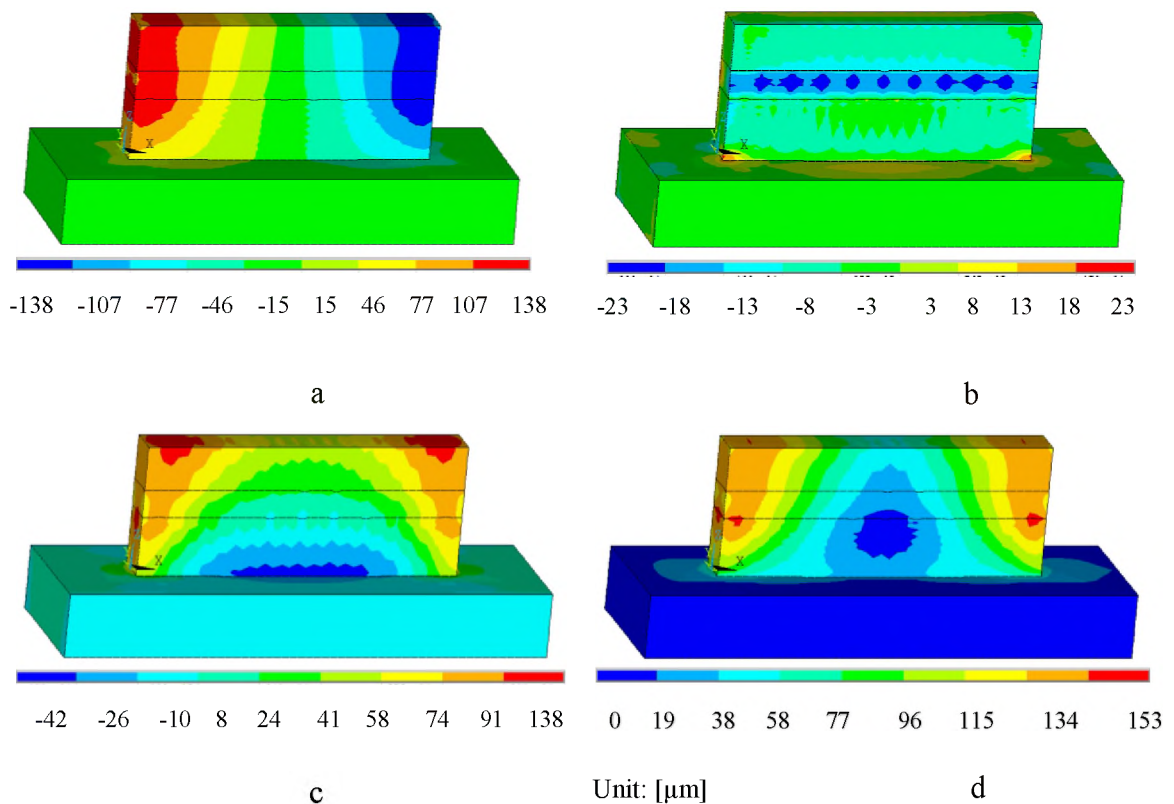 X
X
-138 -107 -77 -46 -15 15 46 77 107 138
-23 -18 -13 -8 -3 3 8 13 18 23
a
b
X
X
-42 -26 -10 8 24 41 58 74 91 138
0 19 38 58 77 96 115 134 153
c
Unit: [µm]
d